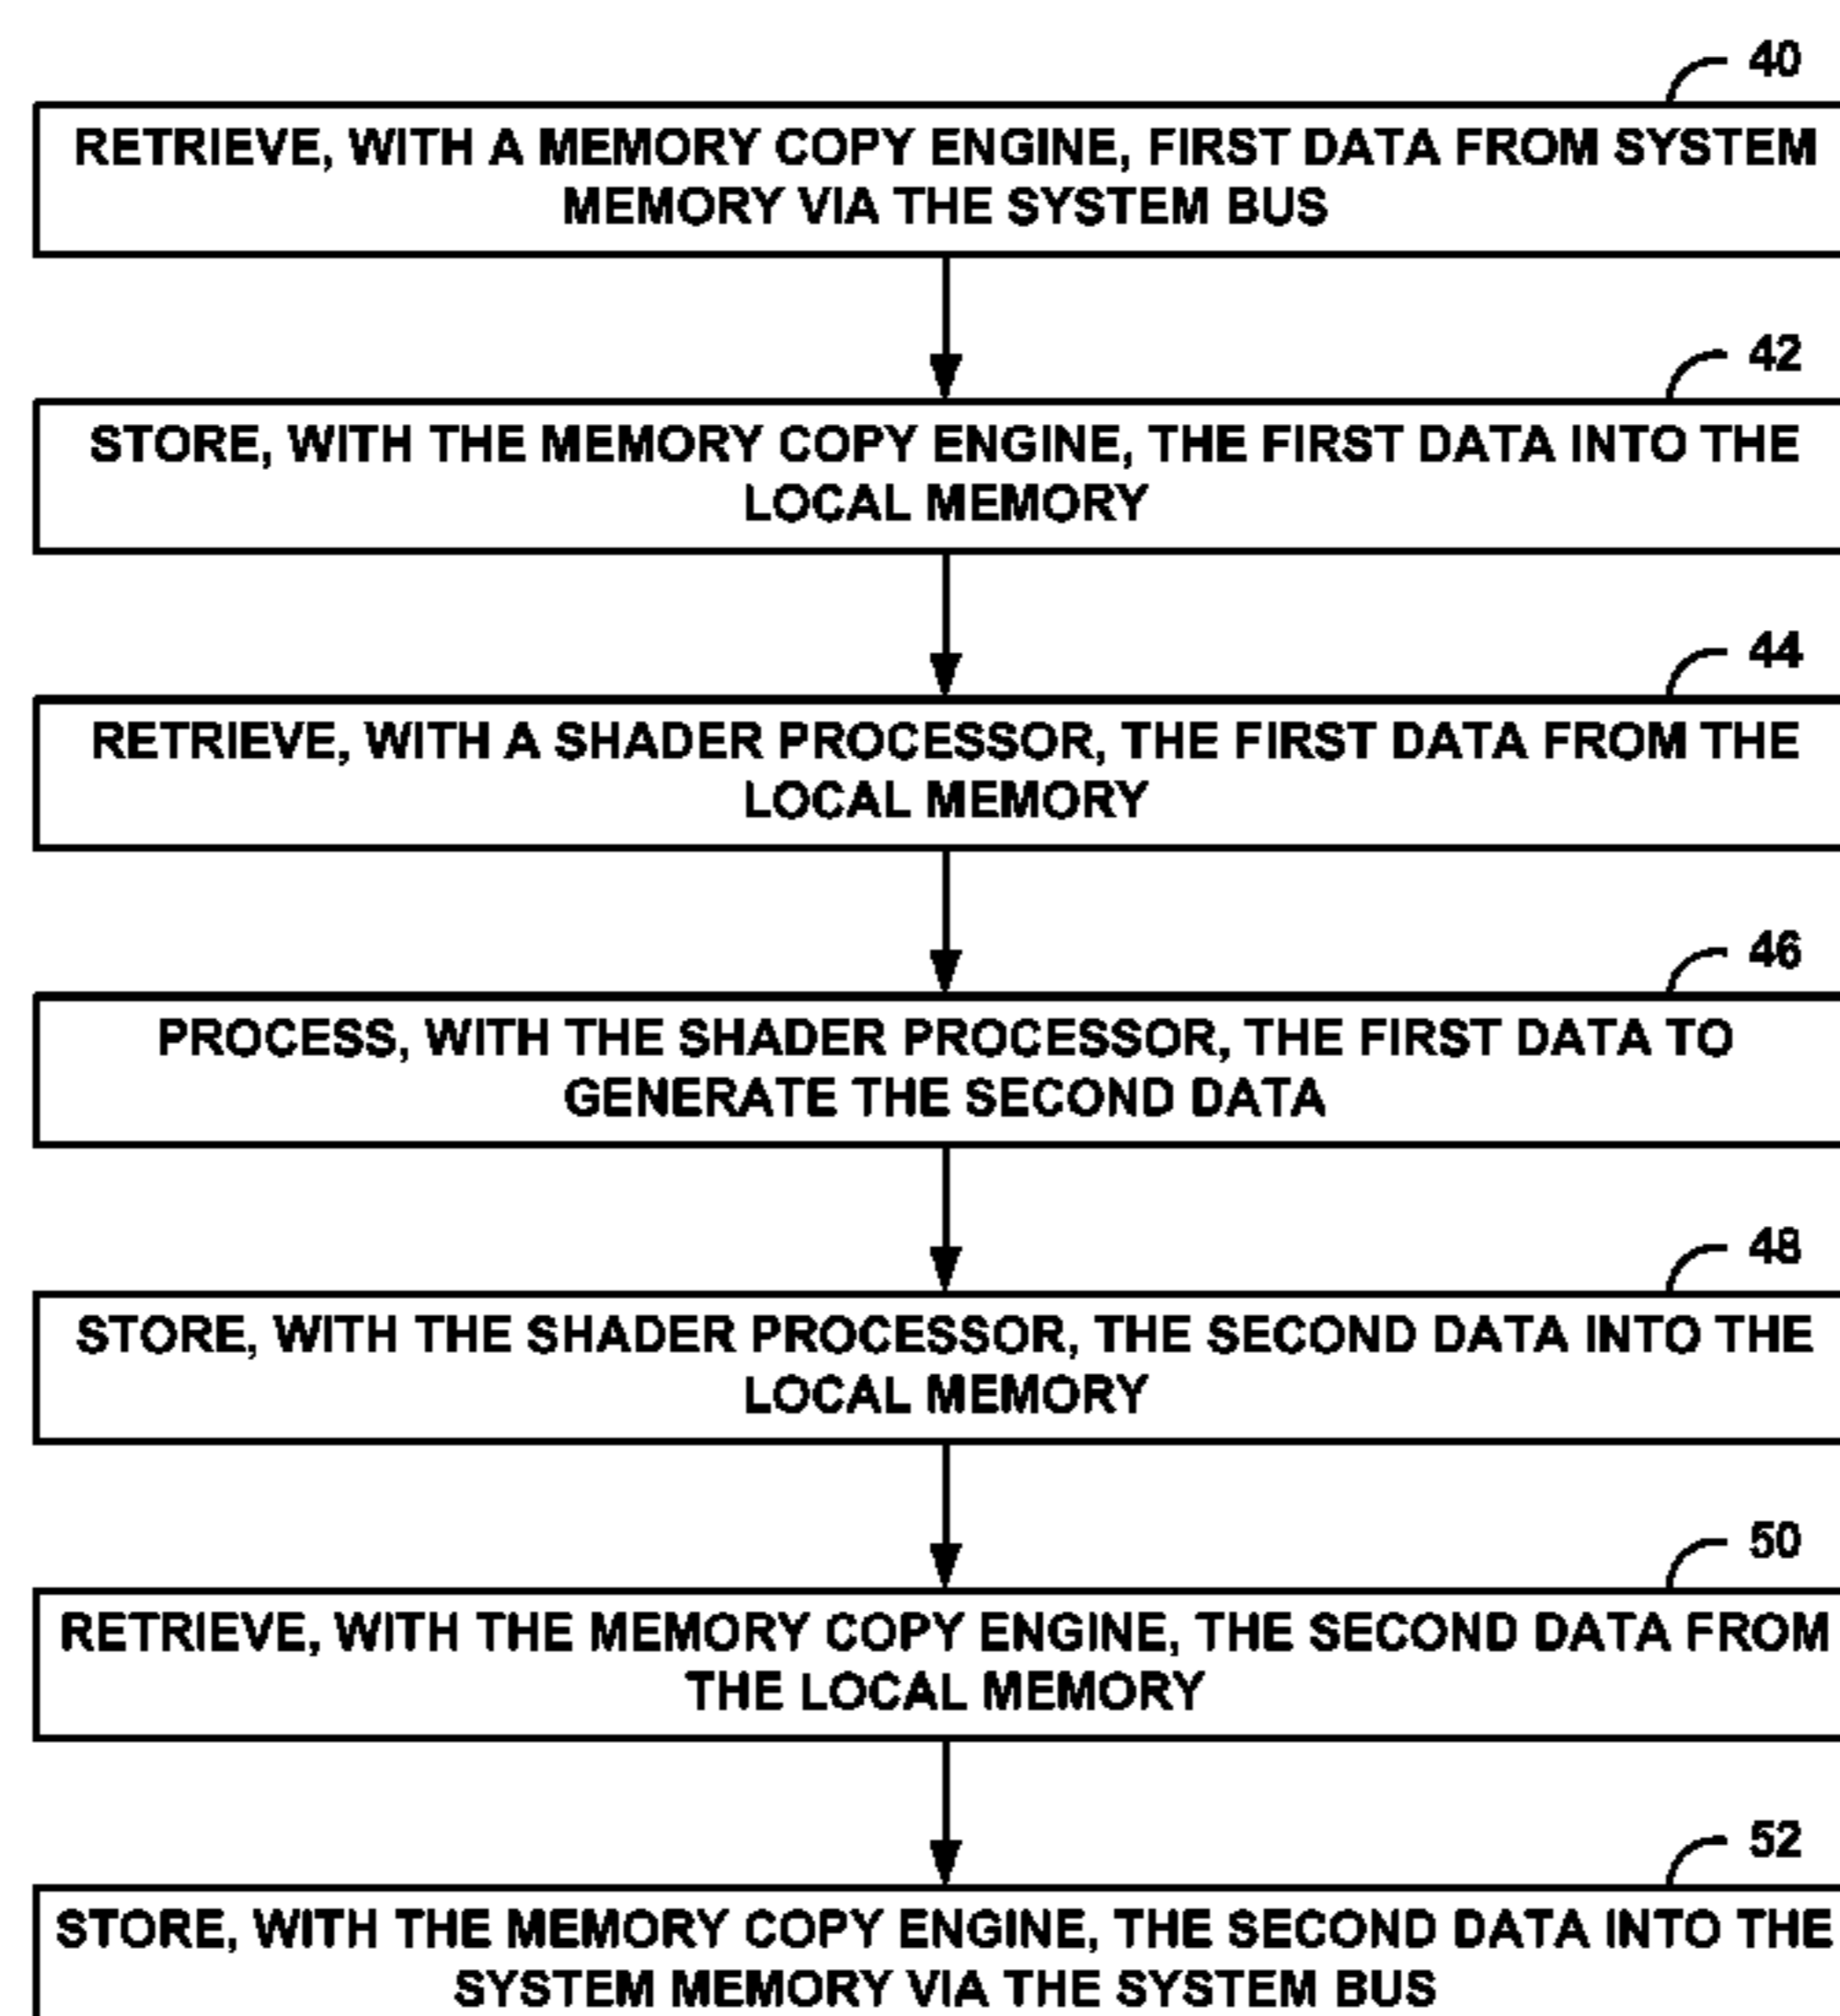 40
RETRIEVE, WITH A MEMORY COPY ENGINE, FIRST DATA FROM SYSTEM
MEMORY VIA THE SYSTEM BUS
42
STORE, WITH THE MEMORY COPY ENGINE, THE FIRST DATA INTO THE
LOCAL MEMORY
44
RETRIEVE, WITH A SHADER PROCESSOR, THE FIRST DATA FROM THE
LOCAL MEMORY
46
PROCESS, WITH THE SHADER PROCESSOR, THE FIRST DATA TO
GENERATE THE SECOND DATA
48
STORE, WITH THE SHADER PROCESSOR, THE SECOND DATA INTO THE
LOCAL MEMORY
50
RETRIEVE, WITH THE MEMORY COPY ENGINE, THE SECOND DATA FROM
THE LOCAL MEMORY
52
STORE, WITH THE MEMORY COPY ENGINE, THE SECOND DATA INTO THE
SYSTEM MEMORY VIA THE SYSTEM BUS